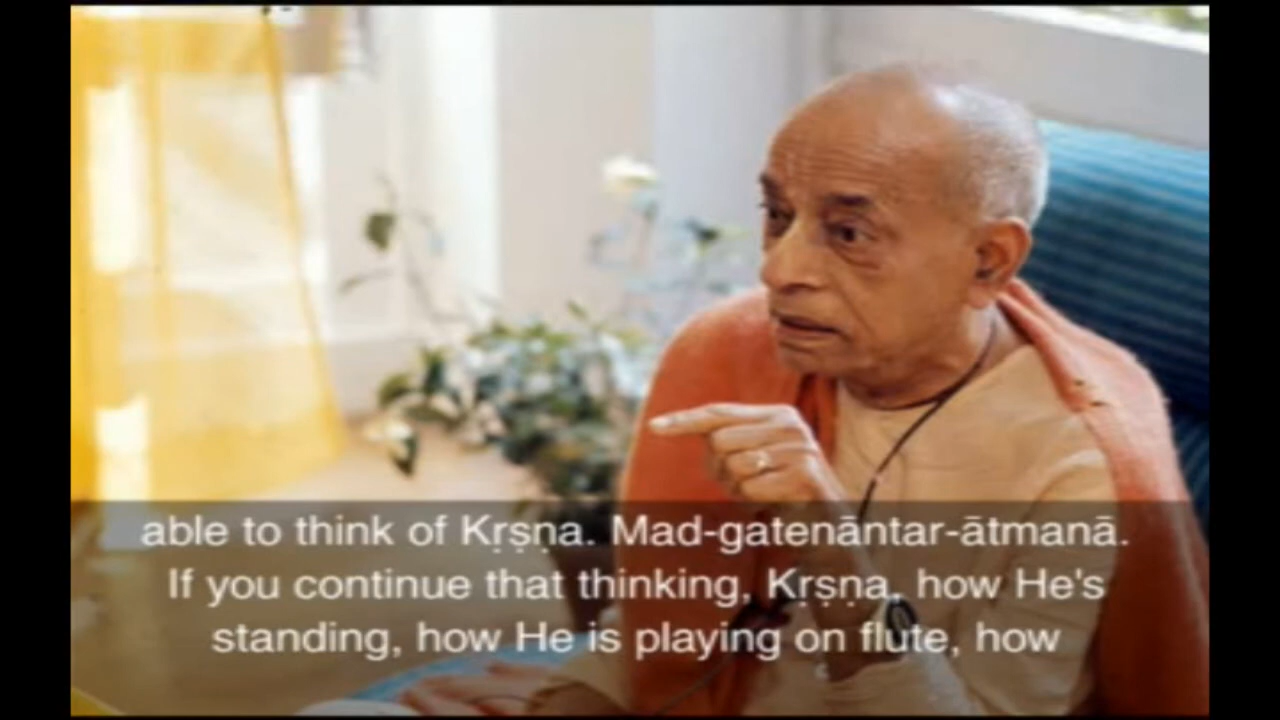 able to think of Kṛṣṇa. Mad-gatenāntar-ātmanā.
If you continue that thinking, Kṛṣṇa, how He's
standing, how He is playing on flute, how